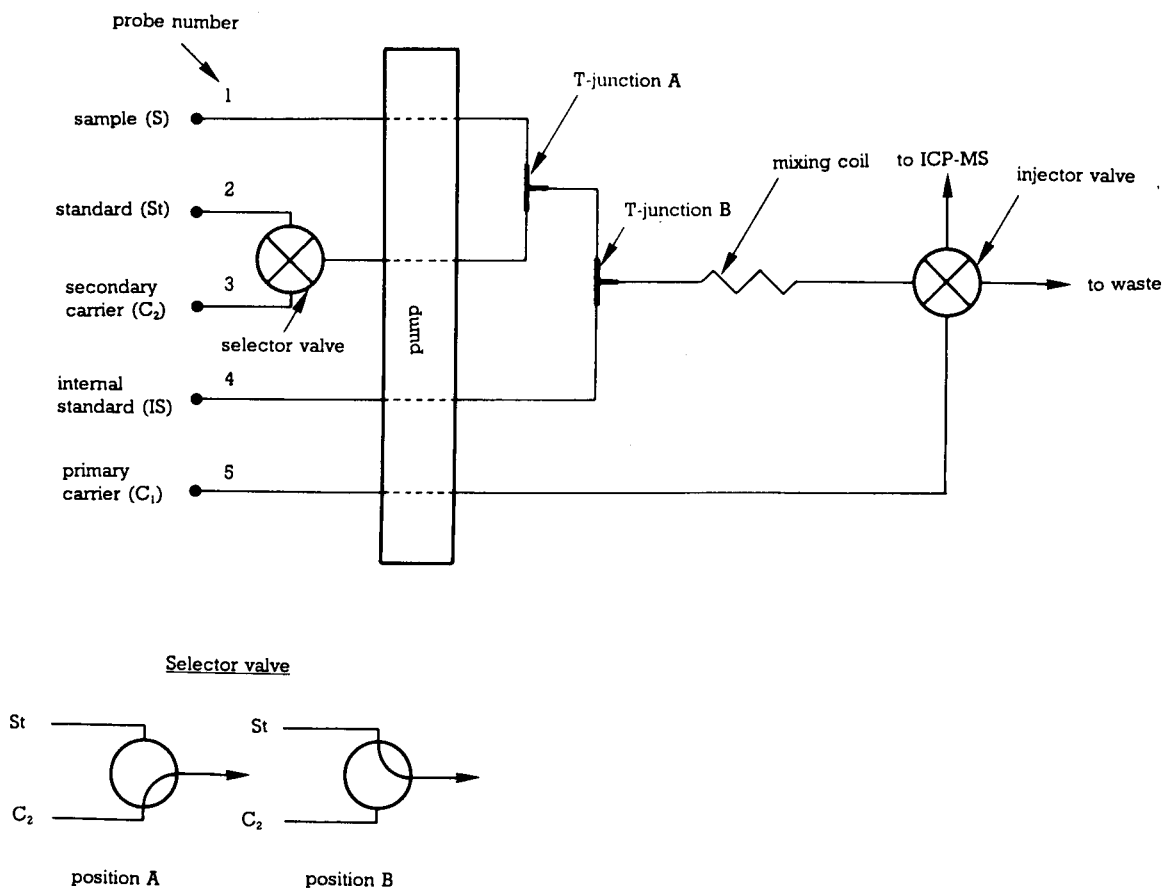 probe number
1
sample (S)
T-junction A
2
standard (St)
mixing coil
to ICP-MS
injector valve
T-junction B
3
secondary
carrier (C₂)
selector valve
pump
to waste
4
internal
standard (IS)
5
primary
carrier (C₁)
Selector valve
St
St
C₂
C₂
position A
position B